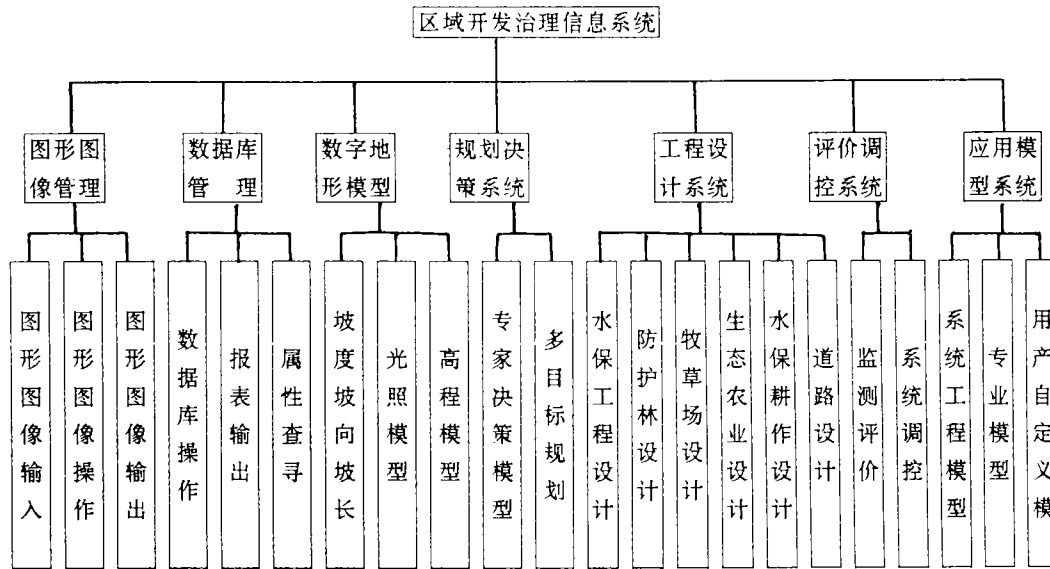 区域开发治理信息系统
图形图
像管理
数据库
管理
数字地
形模型
规划决
策系统
工程设
计系统
评价调
控系统
应用模
型系统
图形图像输入
图形图像操作
图形图像输出
数据库操作
报表输出
属性查寻
坡度坡向坡长
光照模型
高程模型
专家决策模型
多目标规划
水保工程设计
防护林设计
牧草场设计
生态农业设计
水保耕作设计
道路设计
监测评价
系统调控
系统工程模型
专业模型
用产自定义模